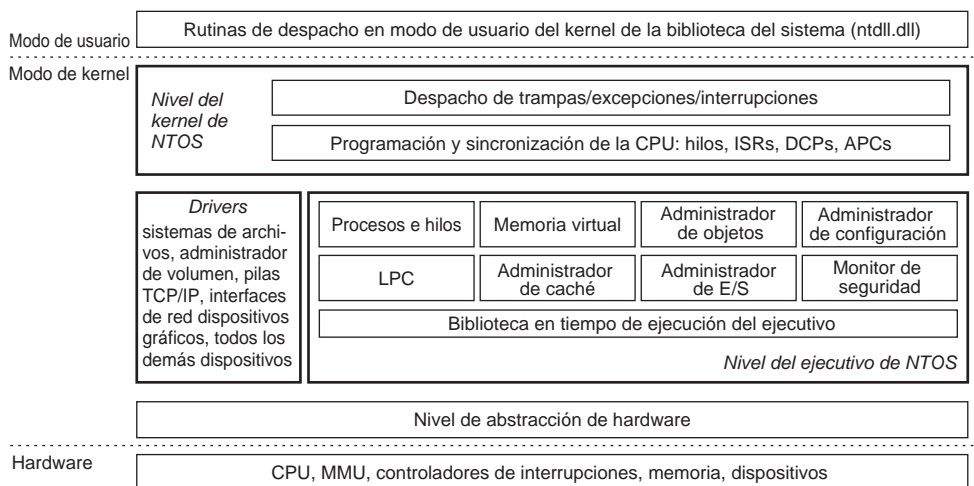 Modo de usuario
Rutinas de despacho en modo de usuario del kernel de la biblioteca del sistema (ntdll.dll)
Modo de kernel
Nivel del
kernel de
NTOS
Despacho de trampas/excepciones/interrupciones
Programación y sincronización de la CPU: hilos, ISRs, DCPs, APCs
Drivers
sistemas de archi-
vos, administrador
de volumen, pilas
TCP/IP, interfaces
de red dispositivos
gráficos, todos los
demás dispositivos
Procesos e hilos
Memoria virtual
Administrador
de objetos
Administrador
de configuración
LPC
Administrador
de caché
Administrador
de E/S
Monitor de
seguridad
Biblioteca en tiempo de ejecución del ejecutivo
Nivel del ejecutivo de NTOS
Nivel de abstracción de hardware
Hardware
CPU, MMU, controladores de interrupciones, memoria, dispositivos